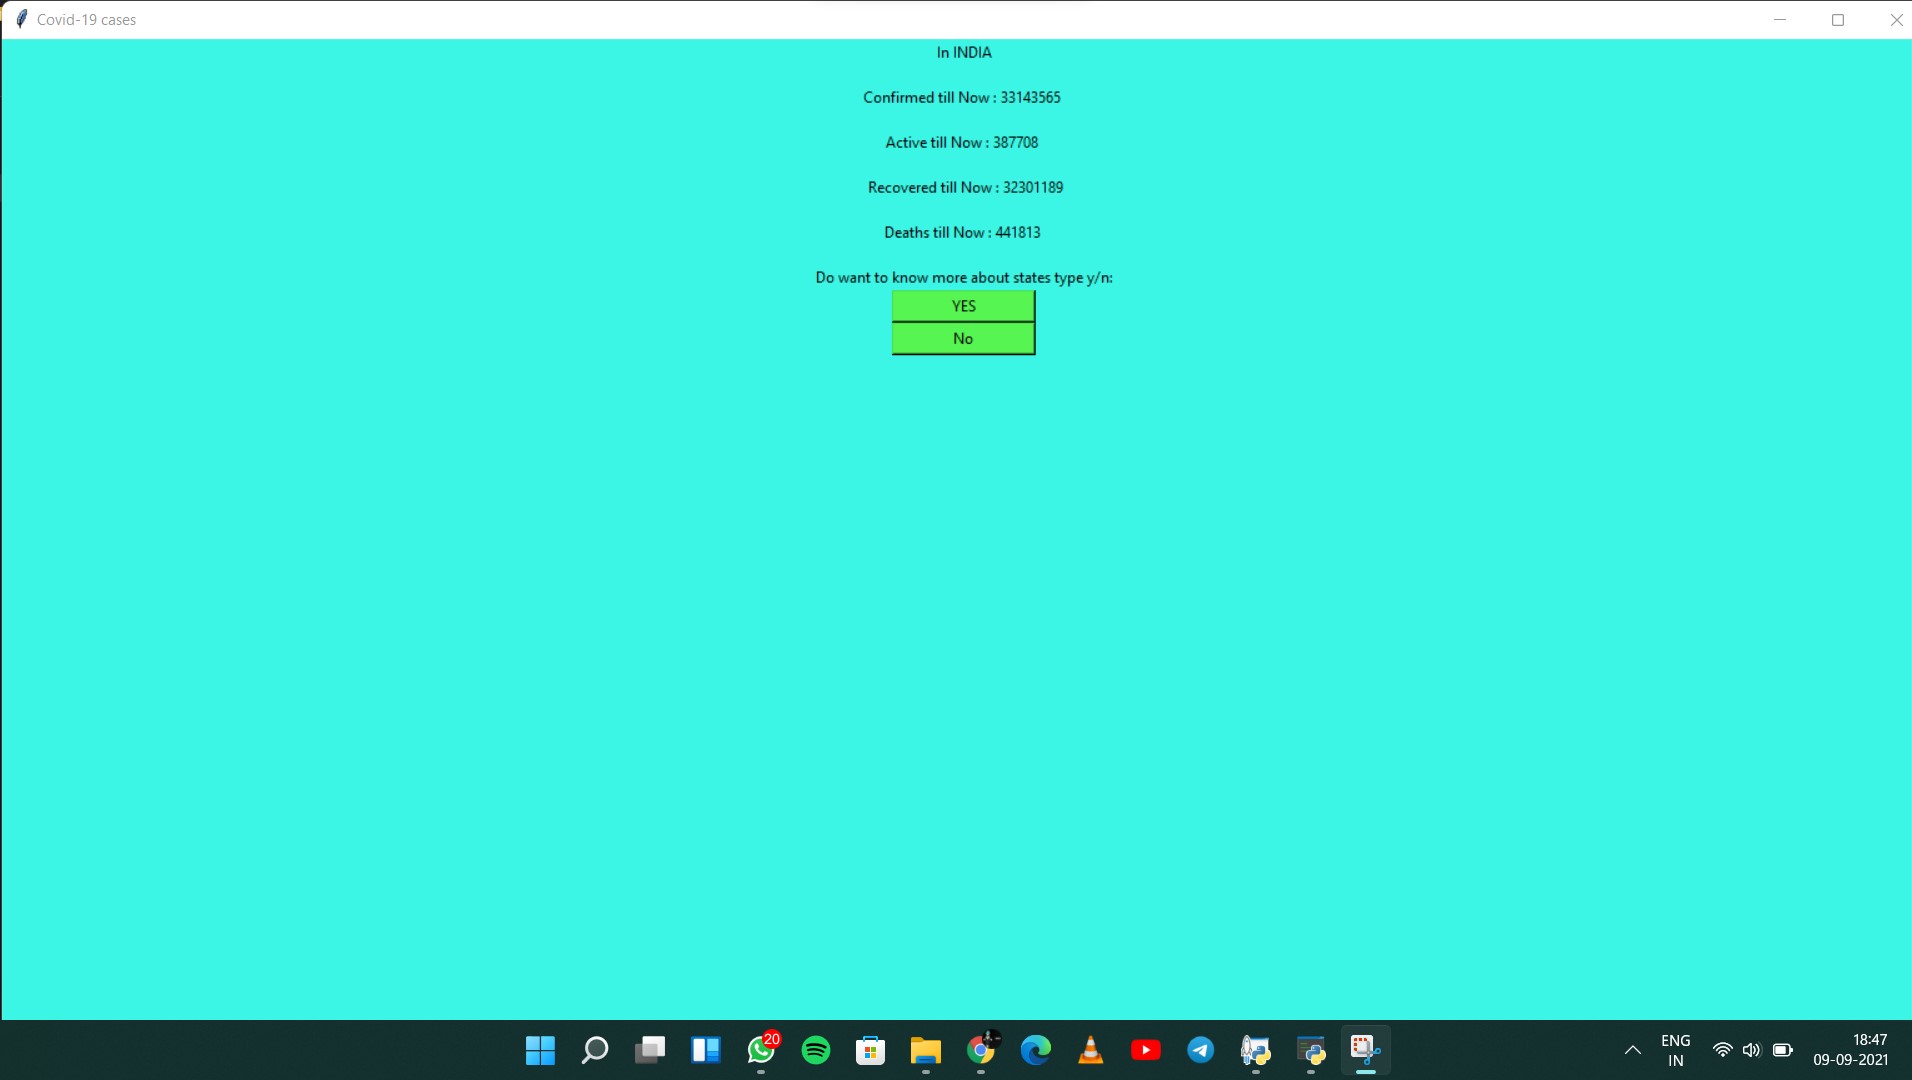 Covid-19 cases
In INDIA
Confirmed till Now : 33143565
Active till Now : 387708
Recovered till Now : 32301189
Deaths till Now : 441813
Do want to know more about states type y/n:
YES
No
20
ENG
IN
18:47
09-09-2021